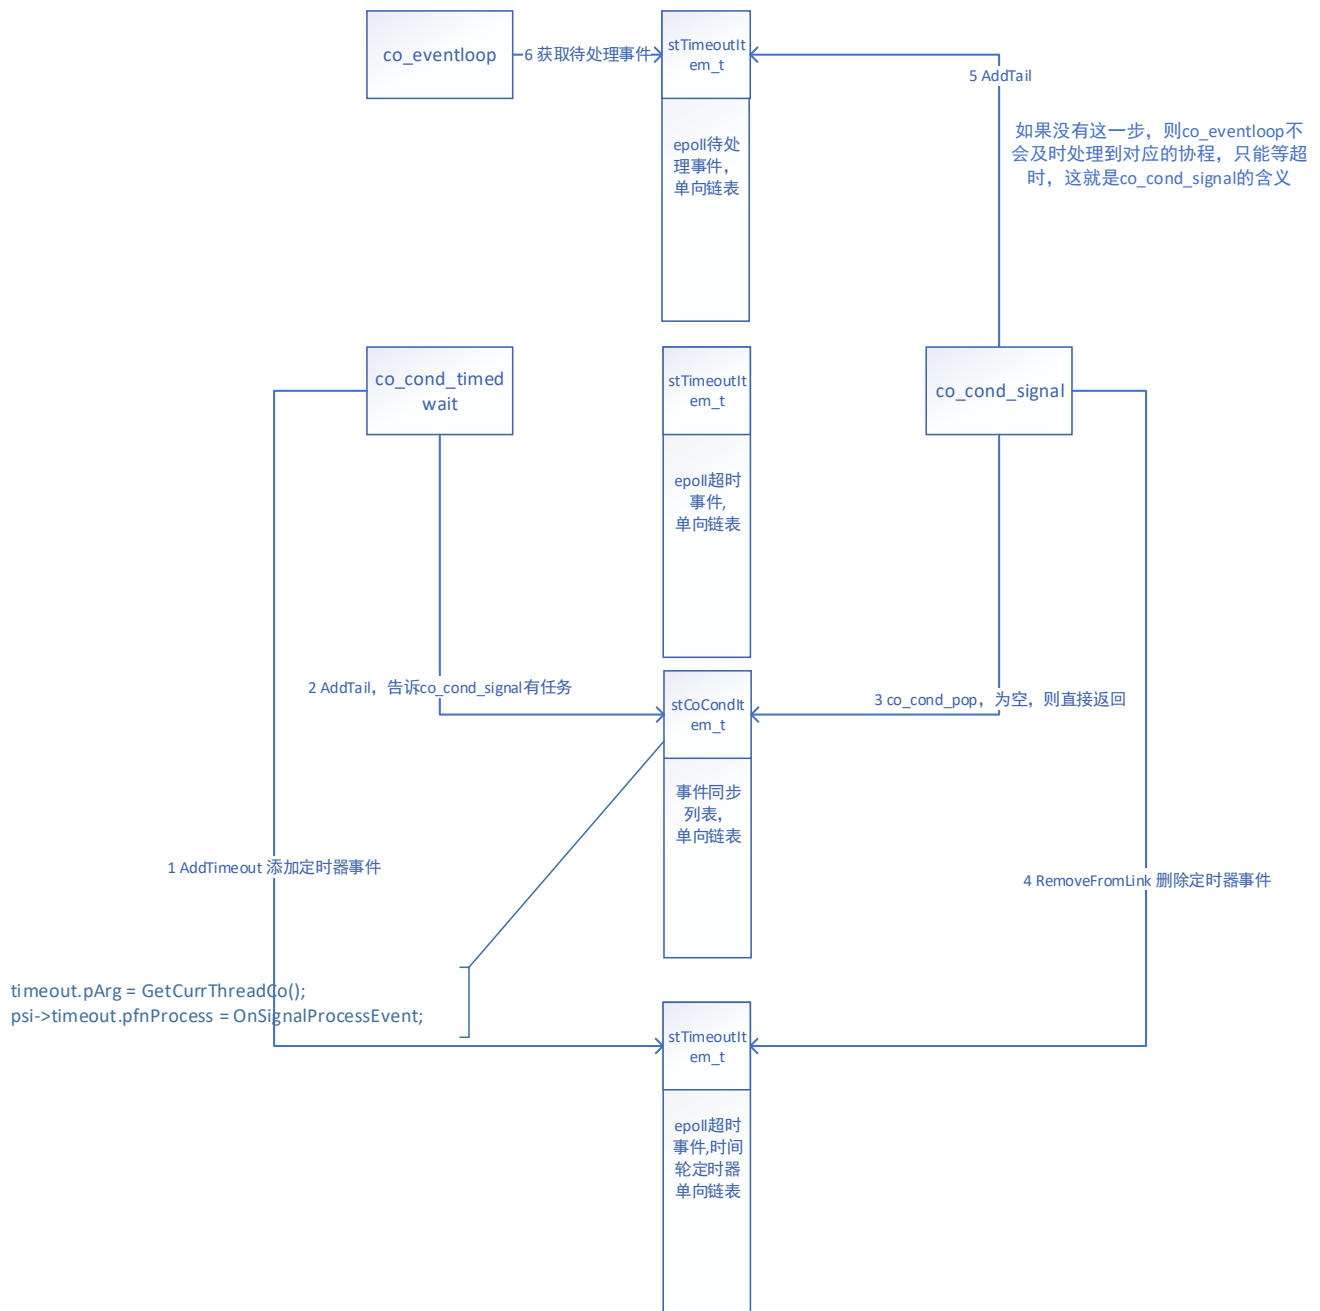 co_eventloop
6 获取待处理事件
stTimeoutIt
em_t
5 AddTail
epoll待处
理事件，
单向链表
如果没有这一步，则co_eventloop不
会及时处理到对应的协程，只能等超
时，这就是co_cond_signal的含义
co_cond_timed
wait
stTimeoutIt
em_t
co_cond_signal
epoll超时
事件,
单向链表
2 AddTail，告诉co_cond_signal有任务
stCoCondIt
em_t
3 co_cond_pop，为空，则直接返回
事件同步
列表，
单向链表
1 AddTimeout 添加定时器事件
4 RemoveFromLink 删除定时器事件
timeout.pArg = GetCurrThreadCo();
psi->timeout.pfnProcess = OnSignalProcessEvent;
stTimeoutIt
em_t
epoll超时
事件,时间
轮定时器
单向链表